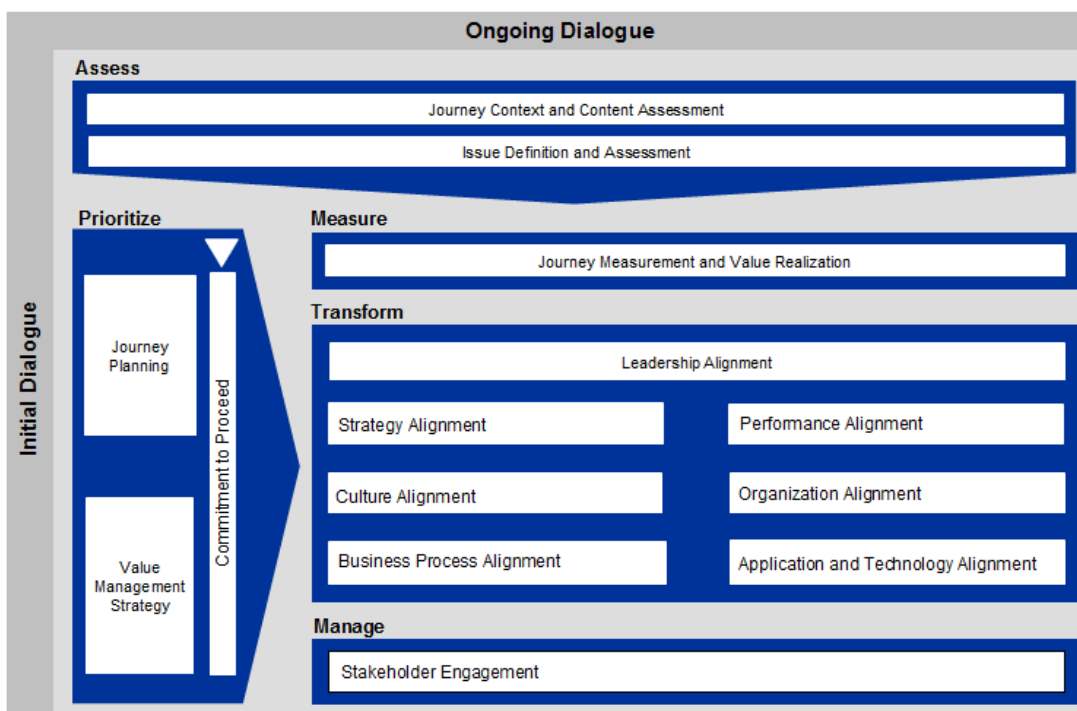 Ongoing Dialogue
Initial Dialogue
Assess
Journey Context and Content Assessment
Issue Definition and Assessment
Prioritize
Journey
Planning
Value
Management
Strategy
Commitment to Proceed
Measure
Journey Measurement and Value Realization
Transform
Leadership Alignment
Strategy Alignment
Performance Alignment
Culture Alignment
Organization Alignment
Business Process Alignment
Application and Technology Alignment
Manage
Stakeholder Engagement